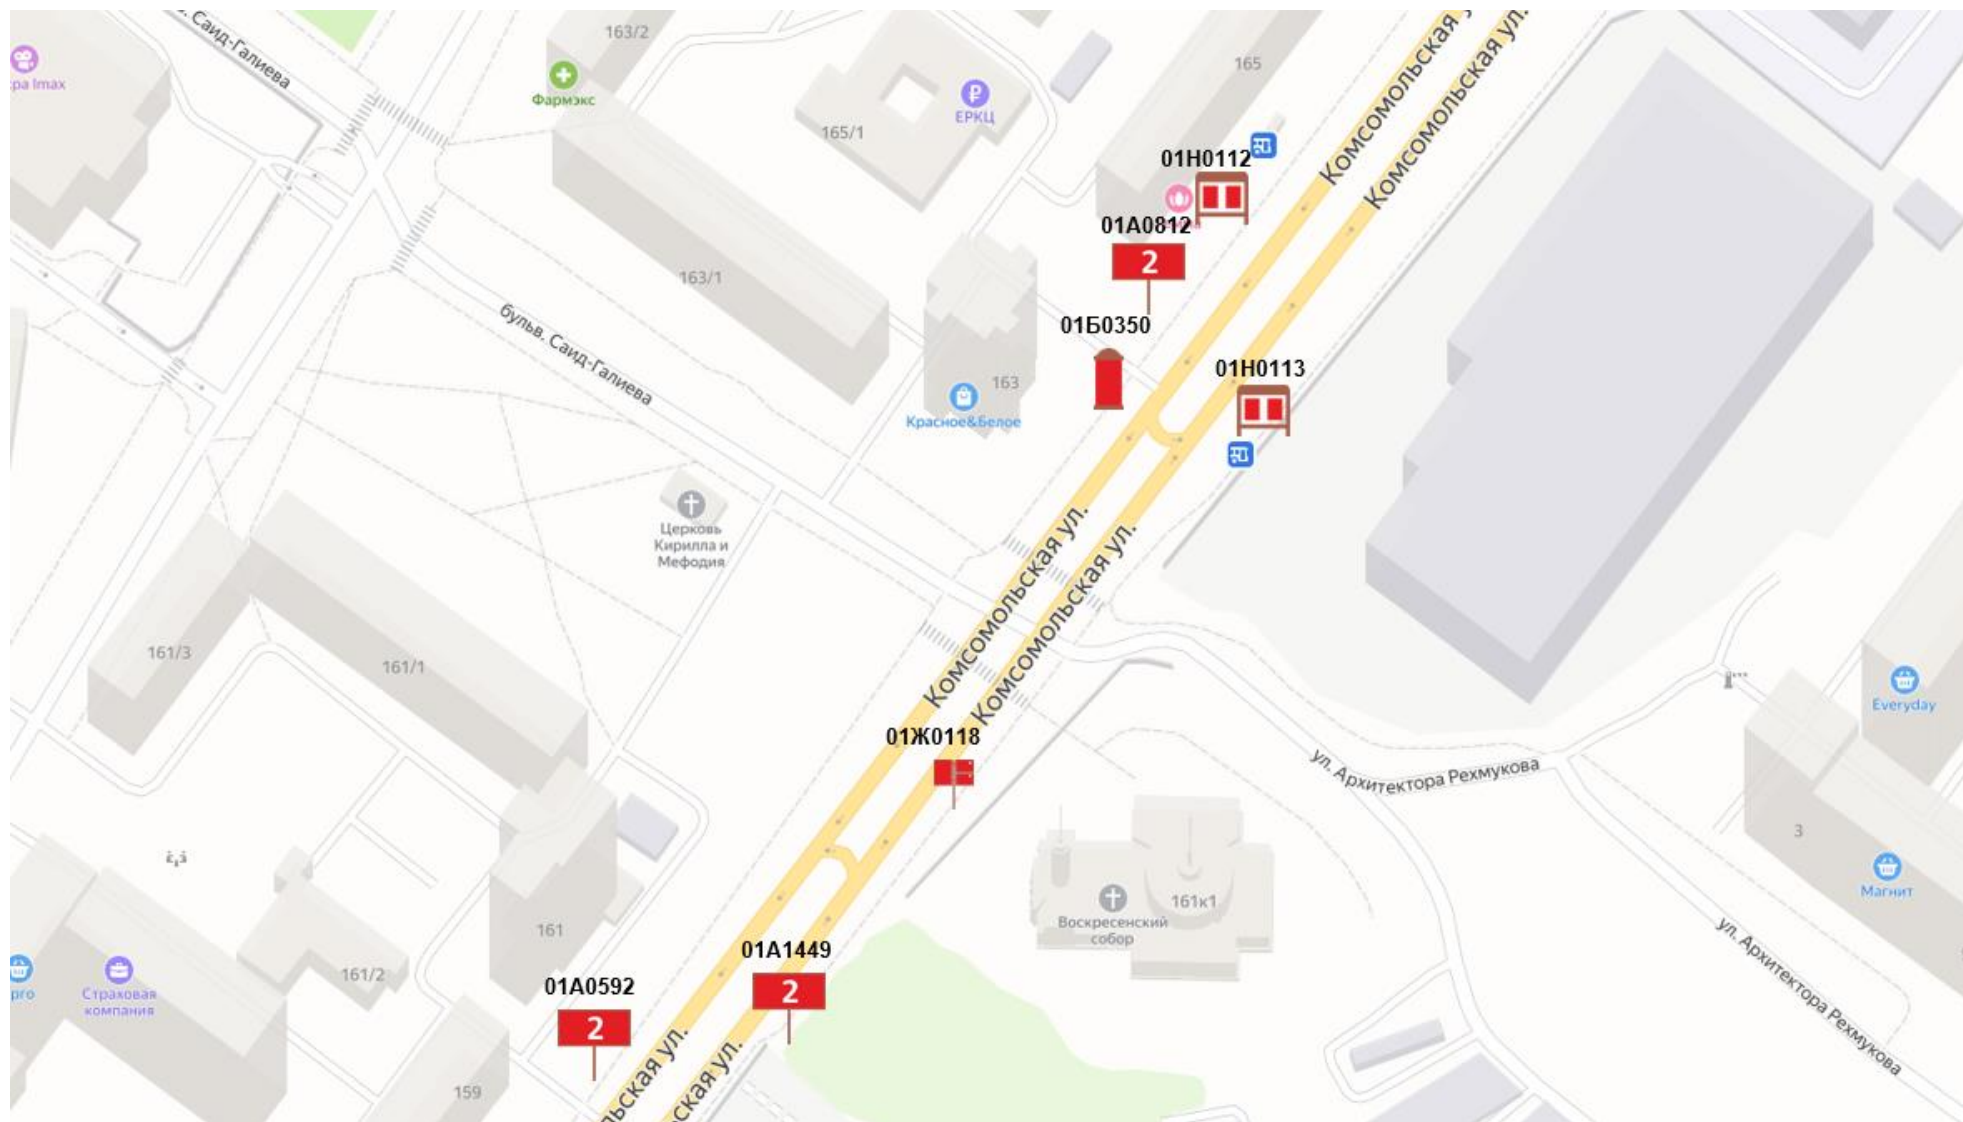 . Саид-Галиева
163/2
Комсомольская у
Комсомольская ул.
ра Imax
Фармэкс
ЕРКЦ
165
165/1
01Н0112
01А0812
2
163/1
бульв. Саид-Галиева
01Б0350
01Н0113
163
Красное&Белое
Церковь
Кирилла и
Мефодия
Комсомольская ул.
Комсомольская ул.
161/3
161/1
Everyday
01Ж0118
ул. Архитектора Рехмукова
3
Магнит
161к1
Воскресенский
собор
161
01А1449
2
161/2
pro
Страховая
компания
01А0592
2
ул. Архитектора Рехмукова
льская ул.
ская ул.
159